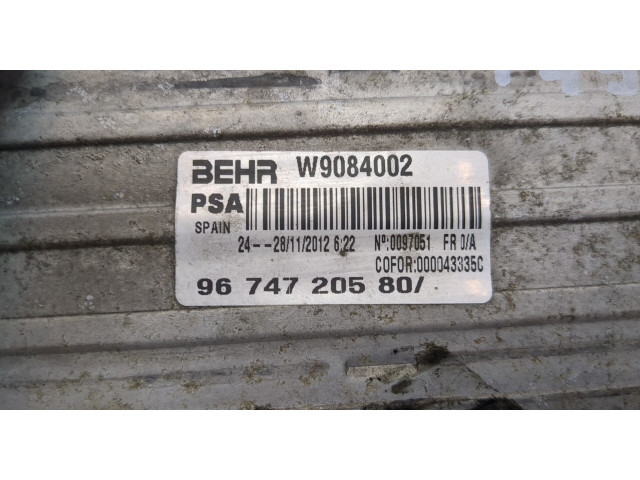 BEHR W9084002
PSA
SPAIN 24--28/11/2012 6:22 Nº:0097051 FR 0/A
COFOR:000043335C
96 747 205 80/